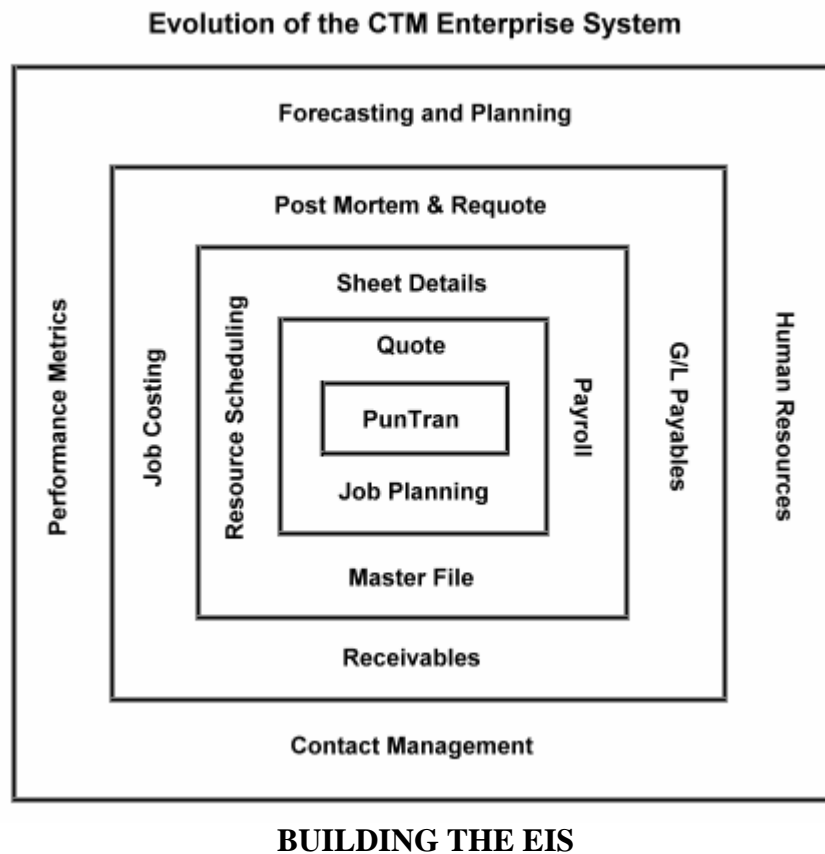 Evolution of the CTM Enterprise System
Forecasting and Planning
Post Mortem & Requote
Sheet Details
Quote
PunTran
Job Planning
Master File
Receivables
Contact Management
Performance Metrics
Job Costing
Resource Scheduling
Payroll
G/L Payables
Human Resources
BUILDING THE EIS